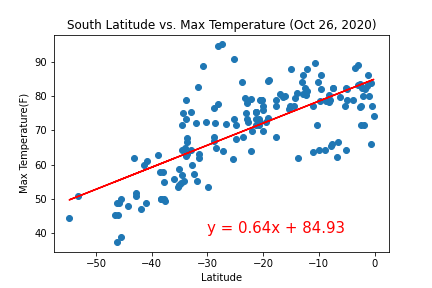 South Latitude vs. Max Temperature (Oct 26, 2020)
Max Temperature(F)
90
80
70
60
50
40
y = 0.64x + 84.93
−50 −40 −30 −20 −10 0
Latitude